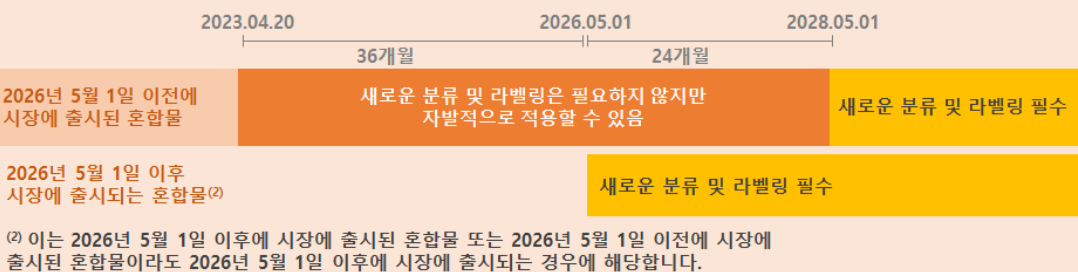 2023.04.20 2026.05.01 2028.05.01
36개월 24개월
2026년 5월 1일 이전에
시장에 출시된 혼합물
새로운 분류 및 라벨링은 필요하지 않지만
자발적으로 적용할 수 있음
새로운 분류 및 라벨링 필수
2026년 5월 1일 이후
시장에 출시되는 혼합물(2)
새로운 분류 및 라벨링 필수
(2) 이는 2026년 5월 1일 이후에 시장에 출시된 혼합물 또는 2026년 5월 1일 이전에 시장에
출시된 혼합물이라도 2026년 5월 1일 이후에 시장에 출시되는 경우에 해당합니다.